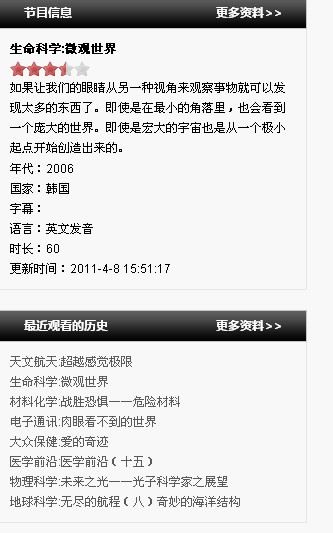 节目信息 更多资料>>
生命科学:微观世界
如果让我们的眼睛从另一种视角来观察事物就可以发
现太多的东西了。即使是在最小的角落里，也会看到
一个庞大的世界。即使是宏大的宇宙也是从一个极小
起点开始创造出来的。
年代：2006
国家：韩国
字幕：
语言：英文发音
时长：60
更新时间：2011-4-8 15:51:17
最近观看的历史 更多资料>>
天文航天:超越感觉极限
生命科学:微观世界
材料化学:战胜恐惧——危险材料
电子通讯:肉眼看不到的世界
大众保健:爱的奇迹
医学前沿:医学前沿（十五）
物理科学:未来之光——光子科学家之展望
地球科学:无尽的航程（八）奇妙的海洋结构